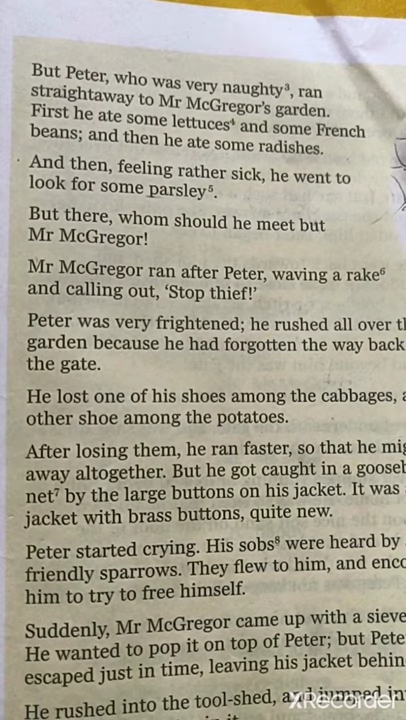 But Peter, who was very naughty³, ran
straightaway to Mr McGregor's garden.
First he ate some lettuces⁴ and some French
beans; and then he ate some radishes.
And then, feeling rather sick, he went to
look for some parsley⁵.
But there, whom should he meet but
Mr McGregor!
Mr McGregor ran after Peter, waving a rake⁶
and calling out, 'Stop thief!'
Peter was very frightened; he rushed all over
garden because he had forgotten the way back
the gate.
He lost one of his shoes among the cabbages,
other shoe among the potatoes.
After losing them, he ran faster, so that he
away altogether. But he got caught in a
net⁷ by the large buttons on his jacket. It was
jacket with brass buttons, quite new.
Peter started crying. His sobs⁸ were heard by
friendly sparrows. They flew to him, and
him to try to free himself.
Suddenly, Mr McGregor came up with a sieve
He wanted to pop it on top of Peter; but
escaped just in time, leaving his jacket
He rushed into the tool-shed, and jumped
XRecorder